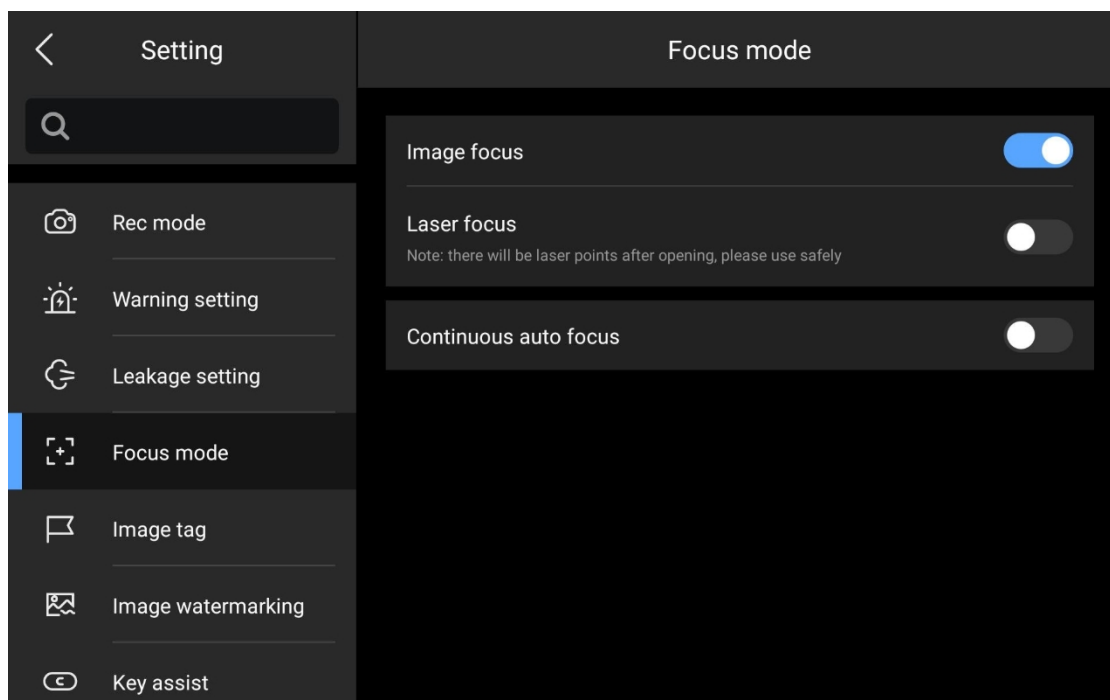 Setting
Rec mode
Warning setting
Leakage setting
Focus mode
Image tag
Image watermarking
Key assist
Focus mode
Image focus
Laser focus
Note: there will be laser points after opening, please use safely
Continuous auto focus